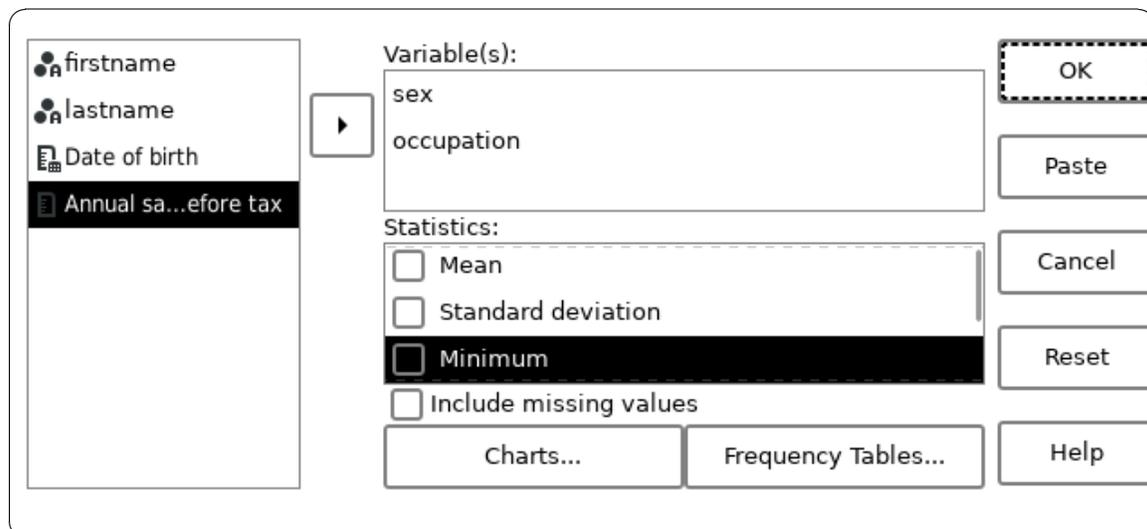 firstname
lastname
Date of birth
Annual sa...efore tax
Variable(s):
sex
occupation
Statistics:
Mean
Standard deviation
Minimum
Include missing values
Charts...
Frequency Tables...
OK
Paste
Cancel
Reset
Help